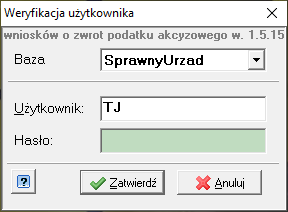 Weryfikacja użytkownika
wniosków o zwrot podatku akcyzowego w. 1.5.15
Baza SprawnyUrzad
Użytkownik: TJ
Hasło:
? Zatwierdź Anuluj